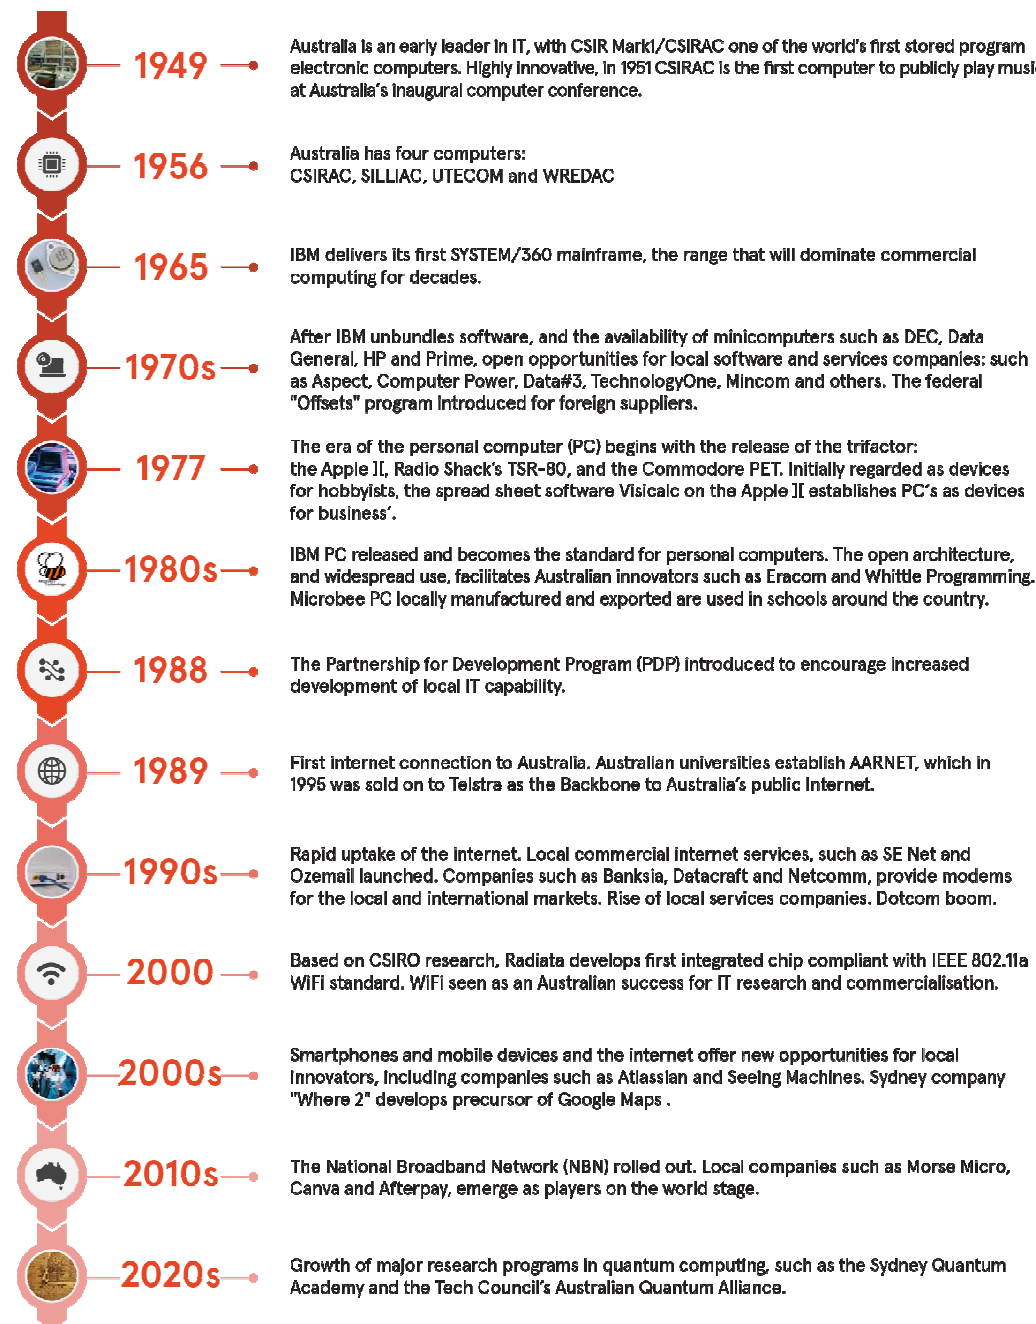 1949
Australia is an early leader in IT, with CSIR Mark1/CSIRAC one of the world's first stored program
electronic computers. Highly innovative, in 1951 CSIRAC is the first computer to publicly play musi
at Australia's inaugural computer conference.
1956
Australia has four computers:
CSIRAC, SILLIAC, UTECOM and WREDAC
1965
IBM delivers its first SYSTEM/360 mainframe, the range that will dominate commercial
computing for decades.
1970s
After IBM unbundles software, and the availability of minicomputers such as DEC, Data
General, HP and Prime, open opportunities for local software and services companies: such
as Aspect, Computer Power, Data#3, TechnologyOne, Mincom and others. The federal
"Offsets" program introduced for foreign suppliers.
1977
The era of the personal computer (PC) begins with the release of the trifactor:
the Apple ][, Radio Shack's TSR-80, and the Commodore PET. Initially regarded as devices
for hobbyists, the spread sheet software Visicalc on the Apple ][ establishes PC's as devices
for business'.
1980s
IBM PC released and becomes the standard for personal computers. The open architecture,
and widespread use, facilitates Australian innovators such as Eracom and Whittle Programming.
Microbee PC locally manufactured and exported are used in schools around the country.
1988
The Partnership for Development Program (PDP) introduced to encourage increased
development of local IT capability.
1989
First internet connection to Australia. Australian universities establish AARNET, which in
1995 was sold on to Telstra as the Backbone to Australia's public Internet.
1990s
Rapid uptake of the internet. Local commercial internet services, such as SE Net and
Ozemail launched. Companies such as Banksia, Datacraft and Netcomm, provide modems
for the local and international markets. Rise of local services companies. Dotcom boom.
2000
Based on CSIRO research, Radiata develops first integrated chip compliant with IEEE 802.11a
WiFi standard. WiFi seen as an Australian success for IT research and commercialisation.
2000s
Smartphones and mobile devices and the internet offer new opportunities for local
innovators, including companies such as Atlassian and Seeing Machines. Sydney company
"Where 2" develops precursor of Google Maps .
2010s
The National Broadband Network (NBN) rolled out. Local companies such as Morse Micro,
Canva and Afterpay, emerge as players on the world stage.
2020s
Growth of major research programs in quantum computing, such as the Sydney Quantum
Academy and the Tech Council's Australian Quantum Alliance.